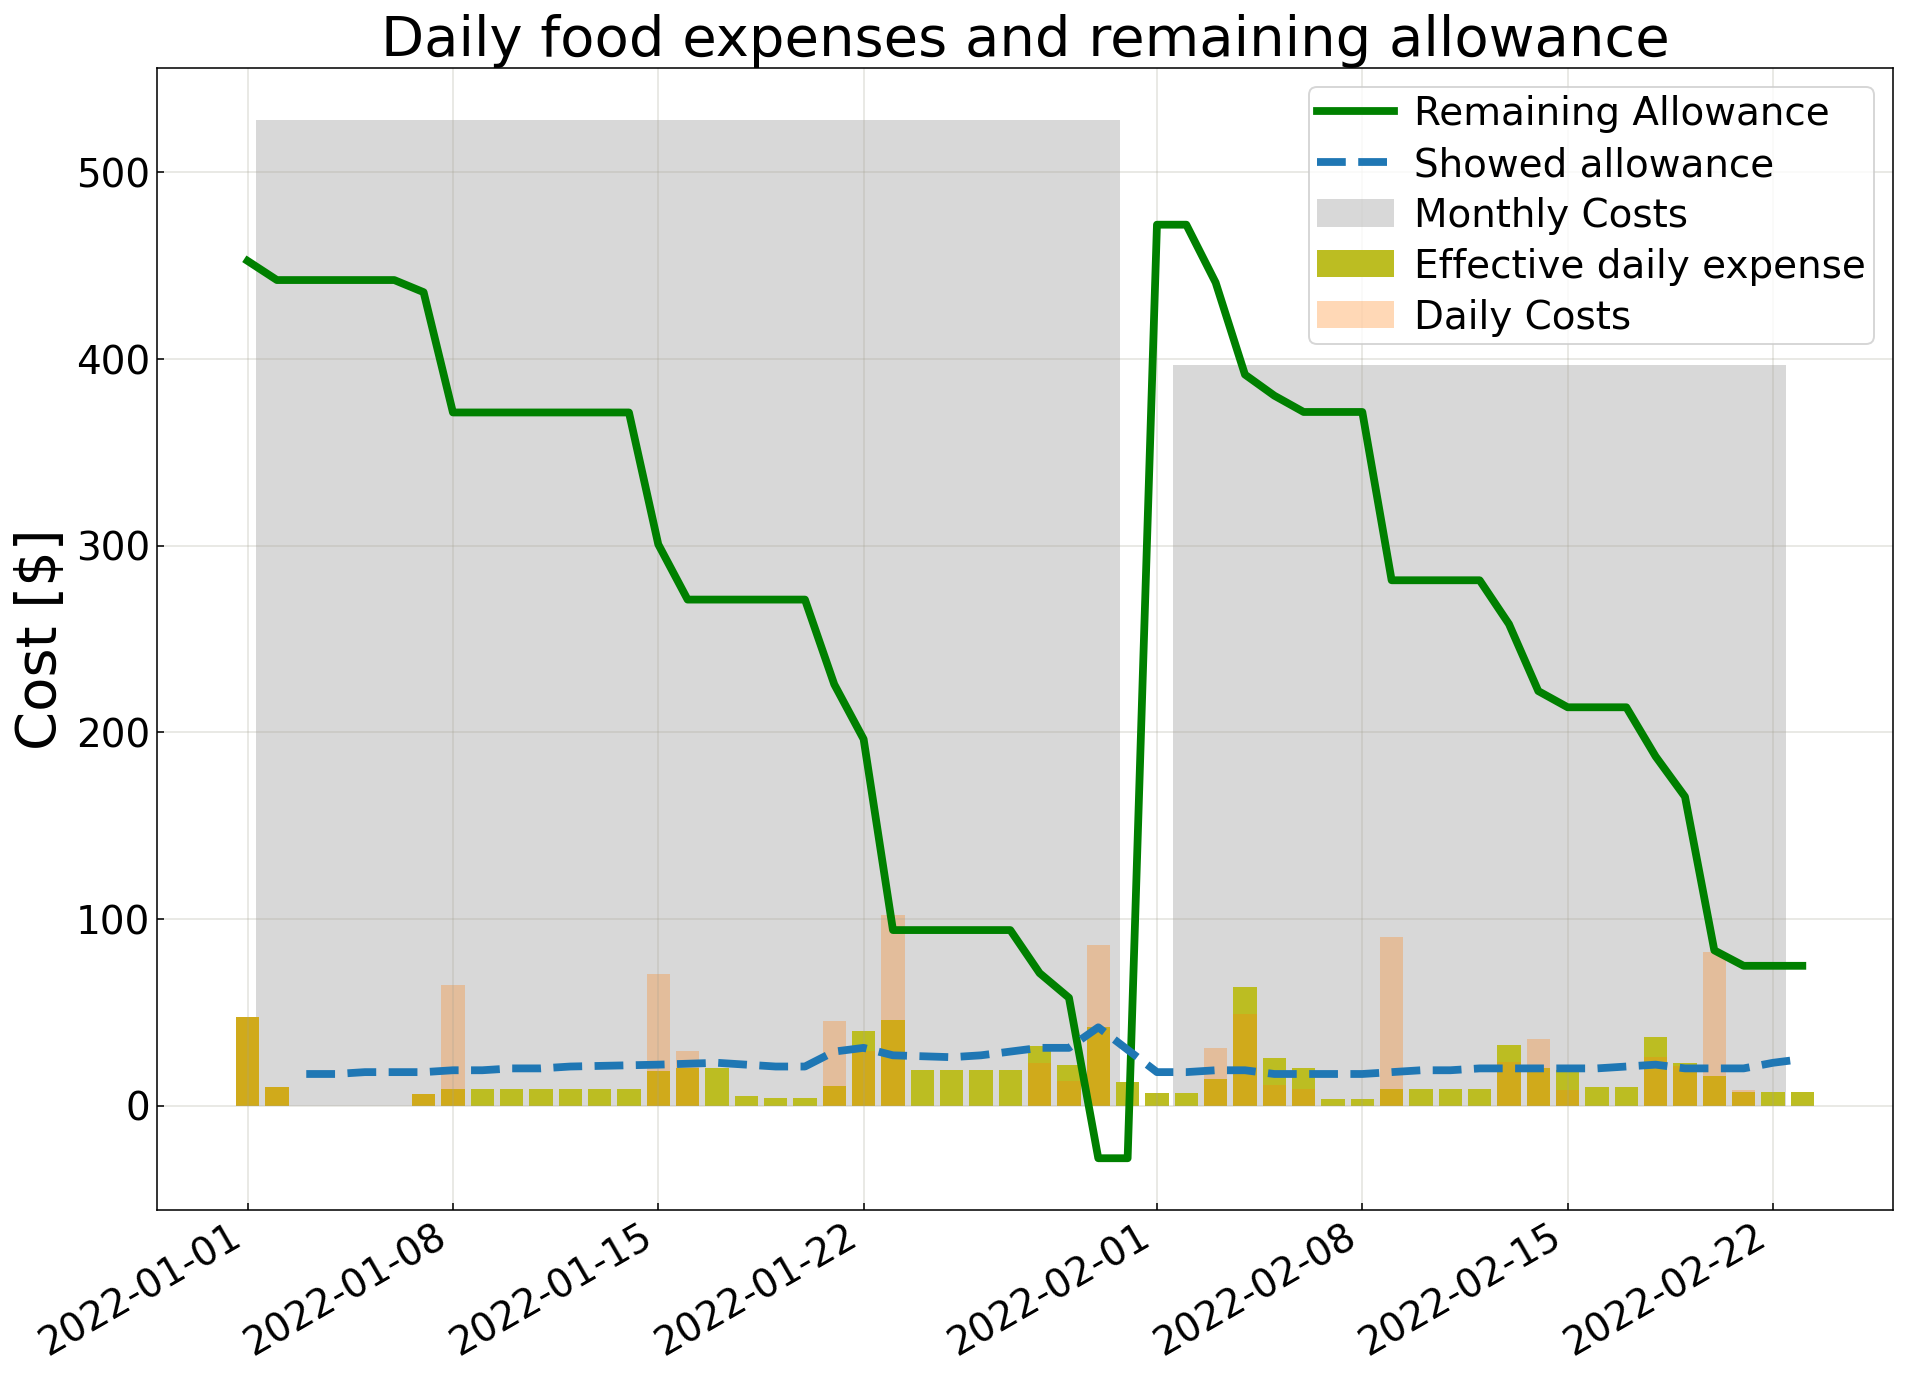 Daily food expenses and remaining allowance
Cost [$]
500
400
300
200
100
0
Remaining Allowance
Showed allowance
Monthly Costs
Effective daily expense
Daily Costs
2022-01-01
2022-01-08
2022-01-15
2022-01-22
2022-02-01
2022-02-08
2022-02-15
2022-02-22